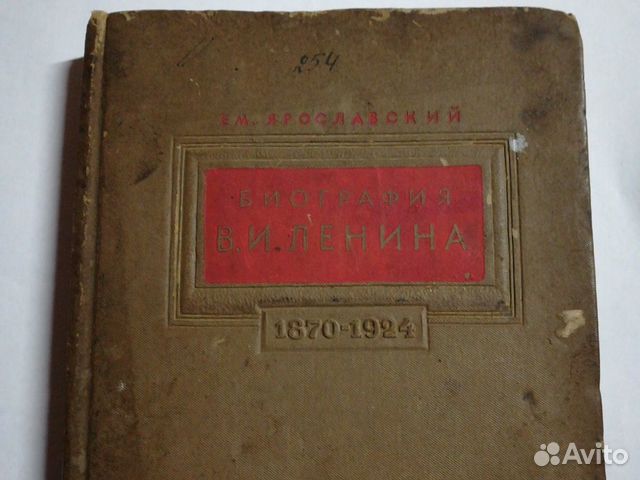 254
ЕМ. ЯРОСЛАВСКИЙ
БИОГРАФИЯ
В. И. ЛЕНИНА
1870-1924
Avito